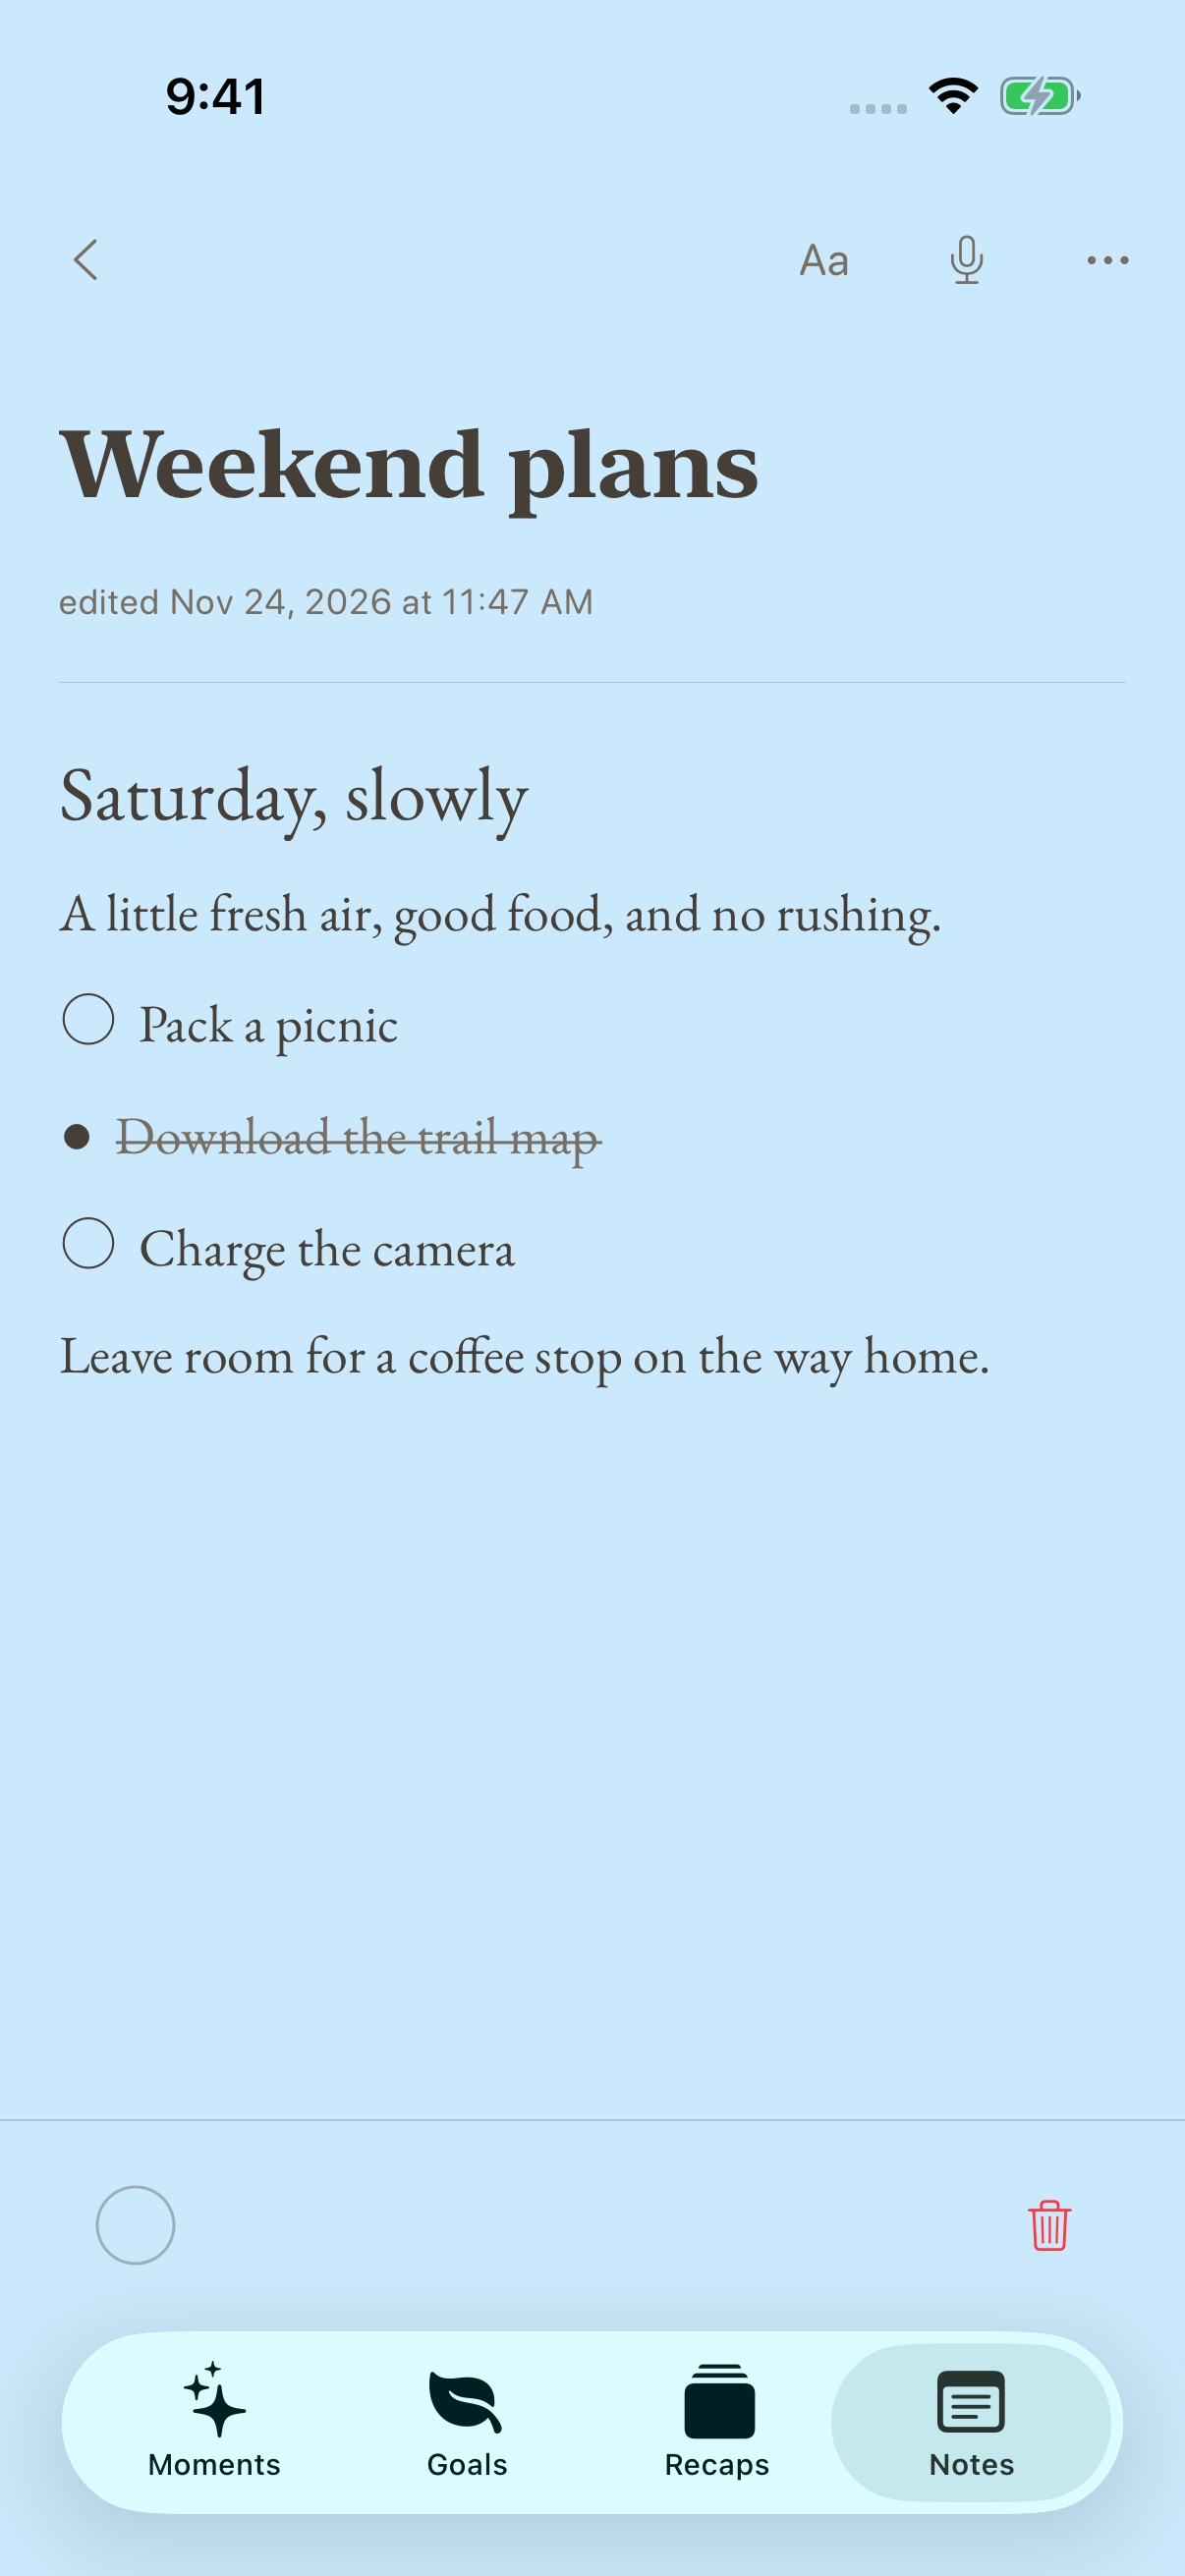 9:41
Aa
Weekend plans
edited Nov 24, 2026 at 11:47 AM
Saturday, slowly
A little fresh air, good food, and no rushing.
Pack a picnic
Download the trail map
Charge the camera
Leave room for a coffee stop on the way home.
Moments
Goals
Recaps
Notes